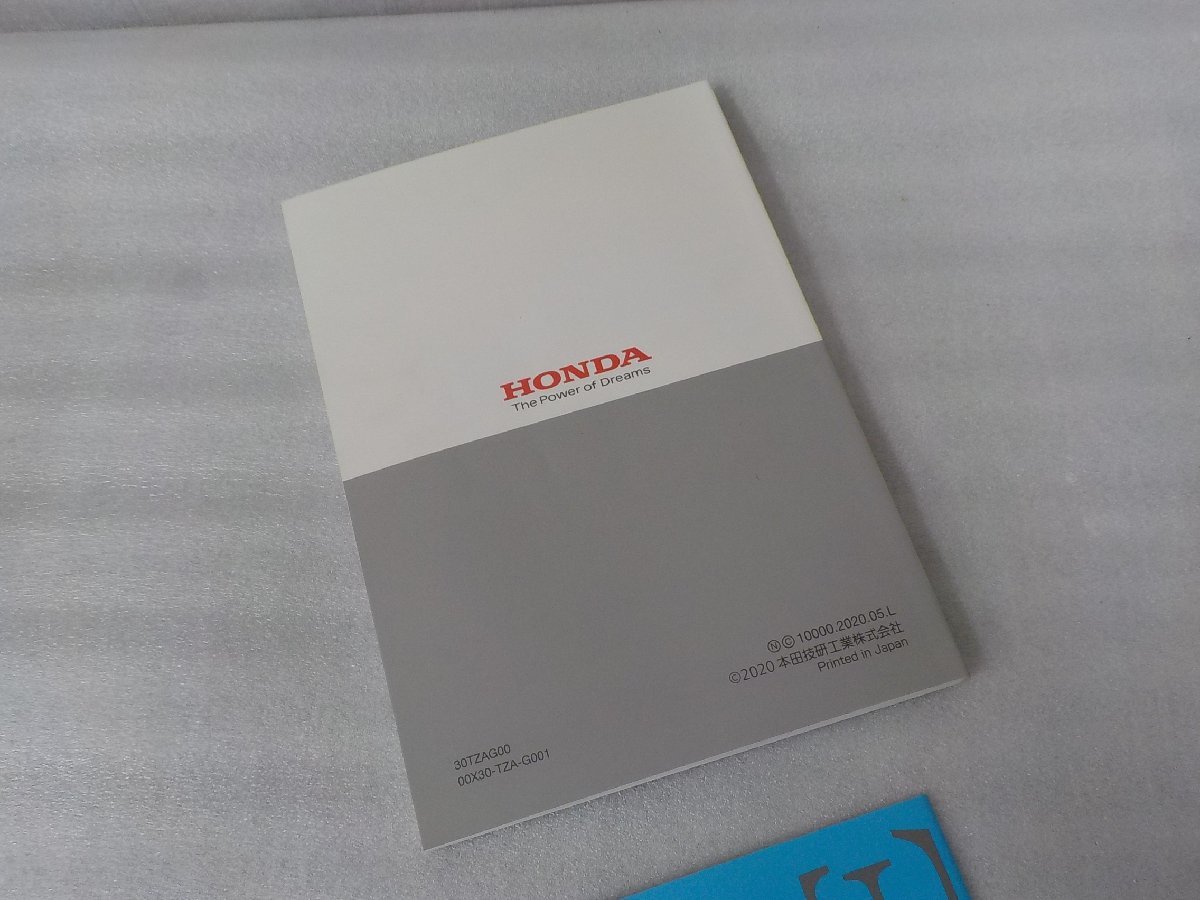 HONDA
The Power of Dreams
Ⓝ Ⓒ 10000.2020.05.L
©2020 本田技研工業株式会社
Printed in Japan
30TZAG00
00X30-TZA-G001